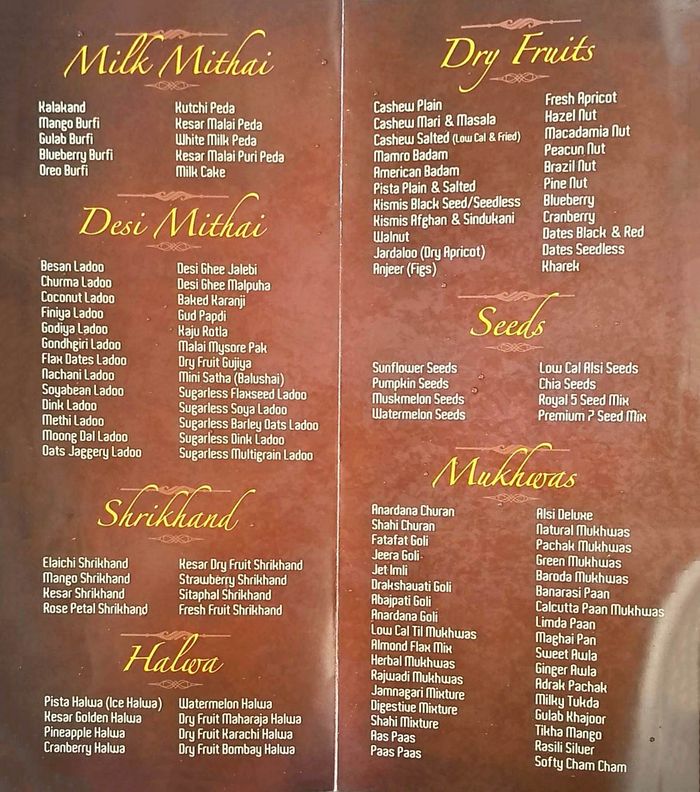 Milk Mithai
Kalakand
Mango Burfi
Gulab Burfi
Blueberry Burfi
Oreo Burfi
Kutchi Peda
Kesar Malai Peda
White Milk Peda
Kesar Malai Puri Peda
Milk Cake
Desi Mithai
Besan Ladoo
Churma Ladoo
Coconut Ladoo
Finiya Ladoo
Godiya Ladoo
Gondhgiri Ladoo
Flax Dates Ladoo
Nachani Ladoo
Soyabean Ladoo
Dink Ladoo
Methi Ladoo
Moong Dal Ladoo
Oats Jaggery Ladoo
Desi Ghee Jalebi
Desi Ghee Malpuha
Baked Karanji
Gud Papdi
Kaju Rotla
Malai Mysore Pak
Dry Fruit Gujiya
Mini Satha (Balushai)
Sugarless Flaxseed Ladoo
Sugarless Soya Ladoo
Sugarless Barley Oats Ladoo
Sugarless Dink Ladoo
Sugarless Multigrain Ladoo
Shrikhand
Elaichi Shrikhand
Mango Shrikhand
Kesar Shrikhand
Rose Petal Shrikhand
Kesar Dry Fruit Shrikhand
Strawberry Shrikhand
Sitaphal Shrikhand
Fresh Fruit Shrikhand
Halwa
Pista Halwa (Ice Halwa)
Kesar Golden Halwa
Pineapple Halwa
Cranberry Halwa
Watermelon Halwa
Dry Fruit Maharaja Halwa
Dry Fruit Karachi Halwa
Dry Fruit Bombay Halwa
Dry Fruits
Cashew Plain
Cashew Mari & Masala
Cashew Salted (Low Cal & Fried)
Mamro Badam
American Badam
Pista Plain & Salted
Kismis Black Seed/Seedless
Kismis Afghan & Sindukani
Walnut
Jardaloo (Dry Apricot)
Anjeer (Figs)
Fresh Apricot
Hazel Nut
Macadamia Nut
Peacun Nut
Brazil Nut
Pine Nut
Blueberry
Cranberry
Dates Black & Red
Dates Seedless
Kharek
Seeds
Sunflower Seeds
Pumpkin Seeds
Muskmelon Seeds
Watermelon Seeds
Low Cal Alsi Seeds
Chia Seeds
Royal 5 Seed Mix
Premium 7 Seed Mix
Mukhwas
Anardana Churan
Shahi Churan
Fatafat Goli
Jeera Goli
Jet Imli
Drakshavati Goli
Abajpati Goli
Anardana Goli
Low Cal Til Mukhwas
Almond Flax Mix
Herbal Mukhwas
Rajwadi Mukhwas
Jamnagari Mixture
Digestive Mixture
Shahi Mixture
Aas Paas
Paas Paas
Alsi Deluxe
Natural Mukhwas
Pachak Mukhwas
Green Mukhwas
Baroda Mukhwas
Banarasi Paan
Calcutta Paan Mukhwas
Limda Paan
Maghai Pan
Sweet Awla
Ginger Awla
Adrak Pachak
Milky Tukda
Gulab Khajoor
Tikha Mango
Rasili Silver
Softy Cham Cham